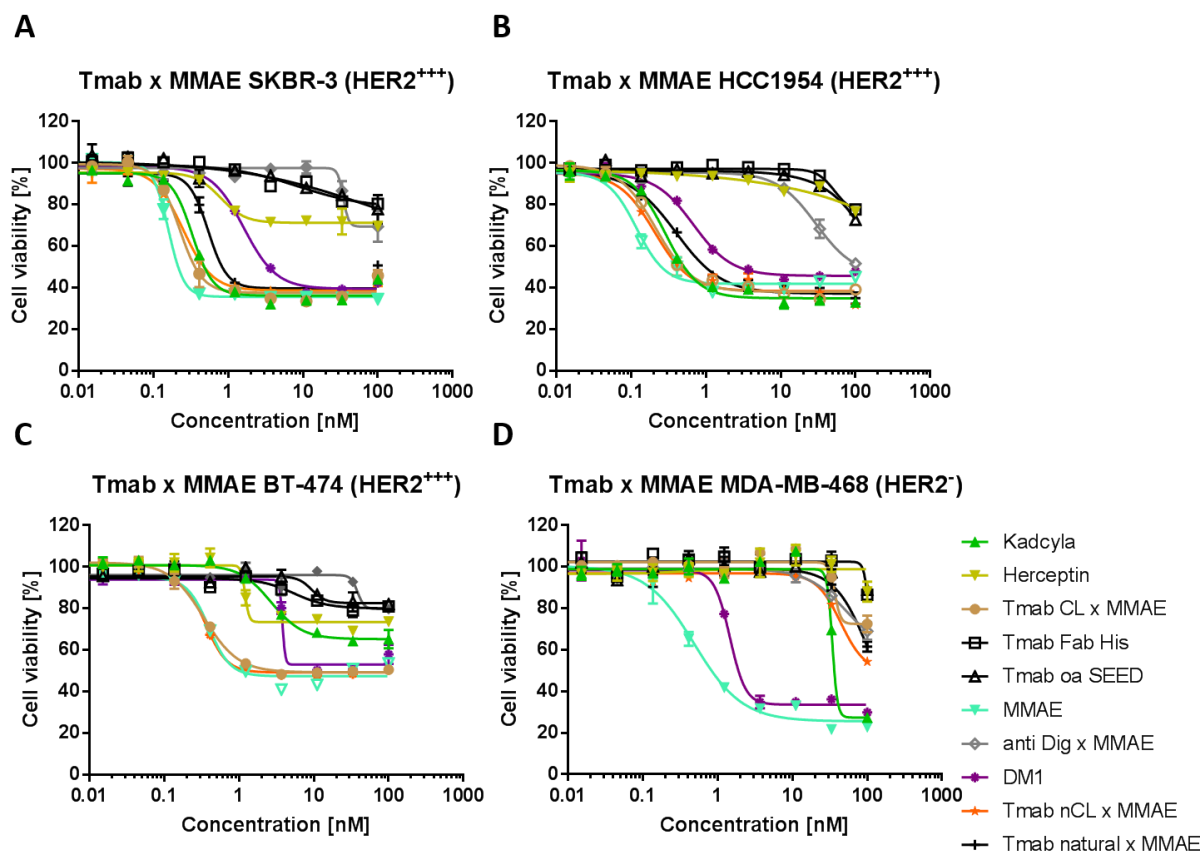 A
Tmab x MMAE SKBR-3 (HER2+++)
Cell viability [%]
120
100
80
60
40
20
0
0.01 0.1 1 10 100 1000
Concentration [nM]
B
Tmab x MMAE HCC1954 (HER2+++)
Cell viability [%]
120
100
80
60
40
20
0
0.01 0.1 1 10 100 1000
Concentration [nM]
C
Tmab x MMAE BT-474 (HER2+++)
Cell viability [%]
120
100
80
60
40
20
0
0.01 0.1 1 10 100 1000
Concentration [nM]
D
Tmab x MMAE MDA-MB-468 (HER2-)
Cell viability [%]
120
100
80
60
40
20
0
0.01 0.1 1 10 100 1000
Concentration [nM]
Kadcyla
Herceptin
Tmab CL x MMAE
Tmab Fab His
Tmab oa SEED
MMAE
anti Dig x MMAE
DM1
Tmab nCL x MMAE
Tmab natural x MMAE